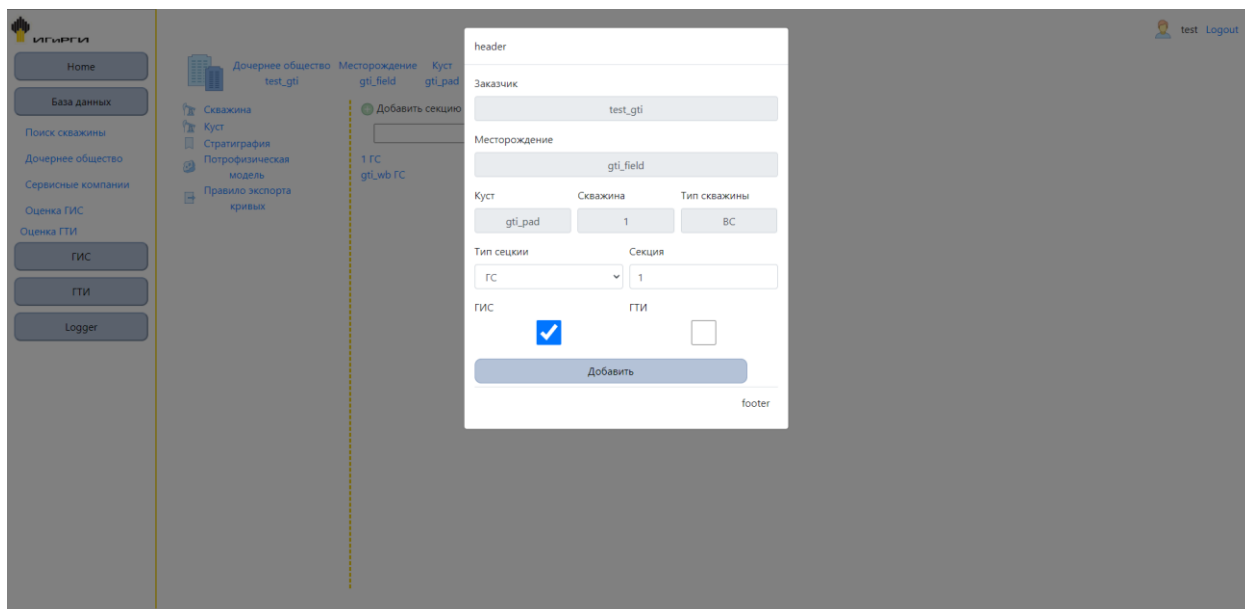 ИГИРГИ
test Logout
Home
База данных
Поиск скважины
Дочернее общество
Сервисные компании
Оценка ГИС
Оценка ГТИ
ГИС
ГТИ
Logger
Дочернее общество Месторождение Куст
test_gti gti_field gti_pad
Скважина
Куст
Стратиграфия
Потрофизическая
модель
Правило экспорта
кривых
Добавить секцию
1 ГС
gti_wb ГС
header
Заказчик
test_gti
Месторождение
gti_field
Куст Скважина Тип скважины
gti_pad 1 ВС
Тип сецкии Секция
ГС 1
ГИС ГТИ
Добавить
footer